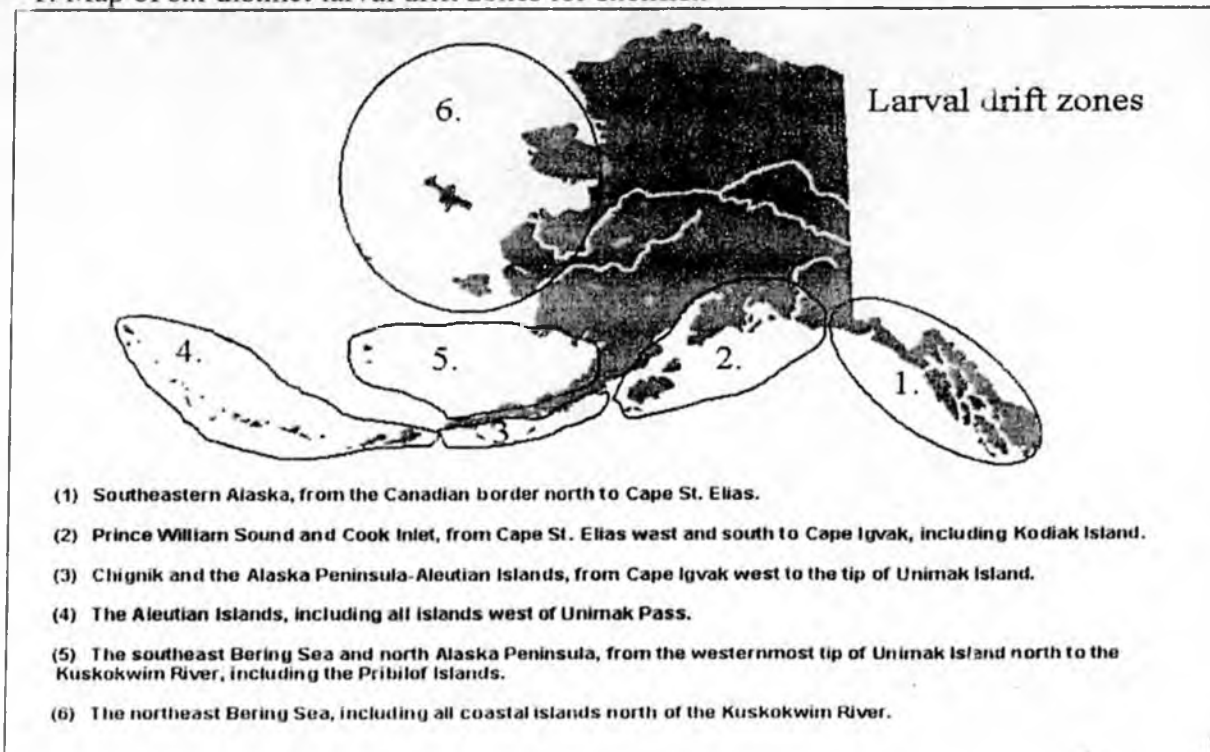 Larval drift zones
6.
4.
5.
2.
1.
3
(1) Southeastern Alaska, from the Canadian border north to Cape St. Elias.
(2) Prince William Sound and Cook Inlet, from Cape St. Elias west and south to Cape Igvak, including Kodiak Island.
(3) Chignik and the Alaska Peninsula-Aleutian Islands, from Cape Igvak west to the tip of Unimak Island.
(4) The Aleutian Islands, including all islands west of Unimak Pass.
(5) The southeast Bering Sea and north Alaska Peninsula, from the westernmost tip of Unimak Island north to the
Kuskokwim River, including the Pribilof Islands.
(6) The northeast Bering Sea, including all coastal islands north of the Kuskokwim River.